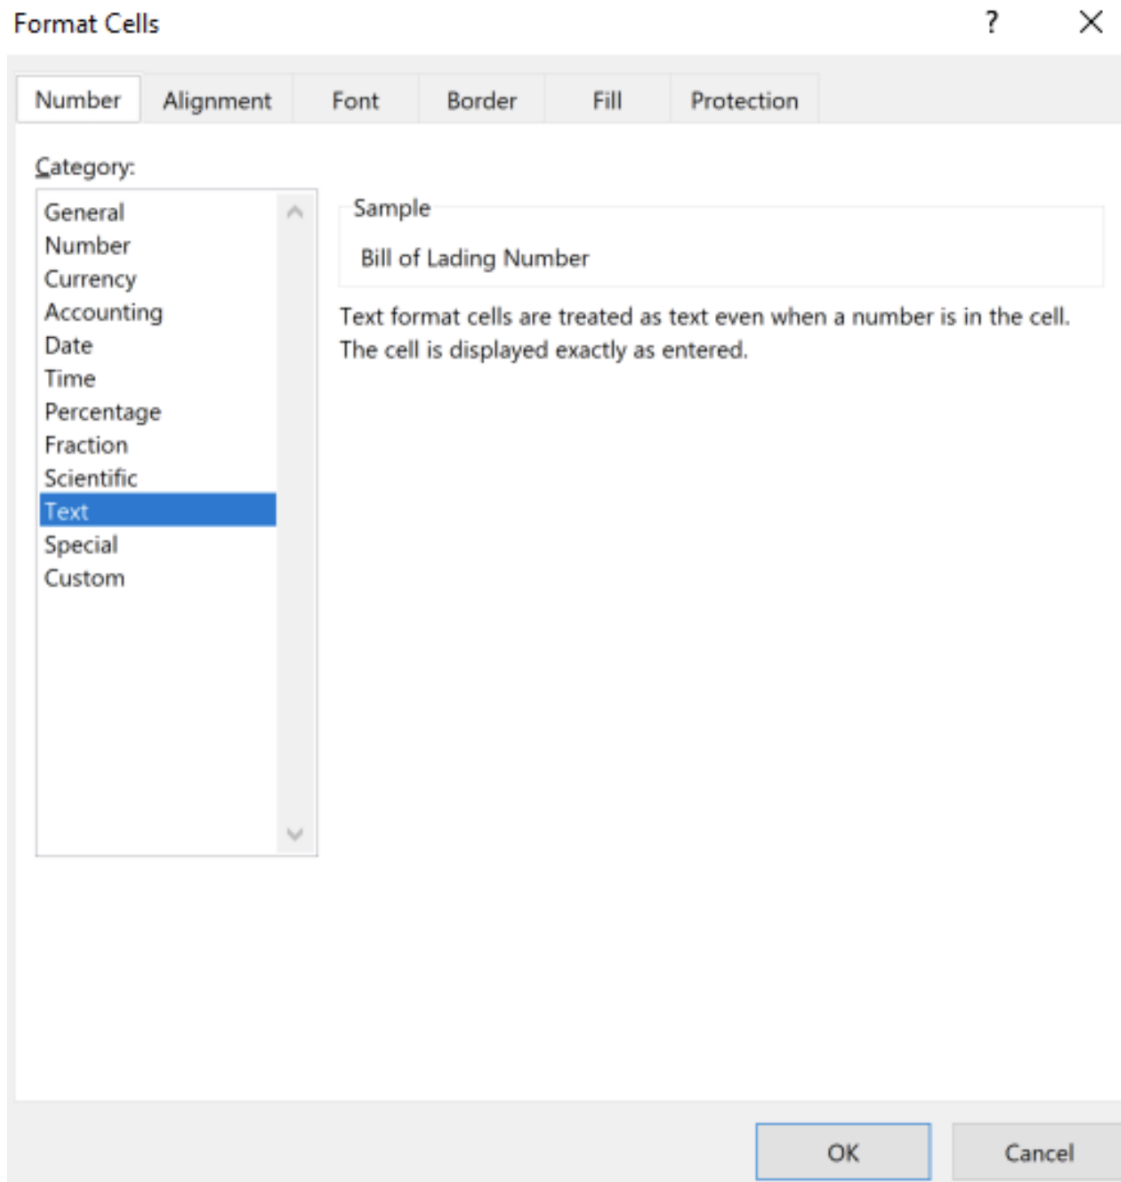 Format Cells ? ×
Number Alignment Font Border Fill Protection
Category:
General
Number
Currency
Accounting
Date
Time
Percentage
Fraction
Scientific
Text
Special
Custom
Sample
Bill of Lading Number
Text format cells are treated as text even when a number is in the cell.
The cell is displayed exactly as entered.
OK Cancel